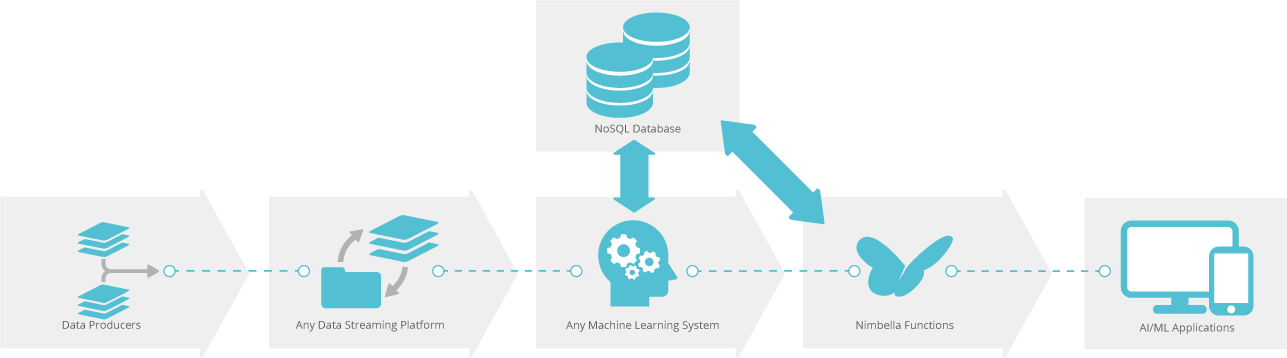 NoSQL Database
Data Producers
Any Data Streaming Platform
Any Machine Learning System
Nimbella Functions
AI/ML Applications